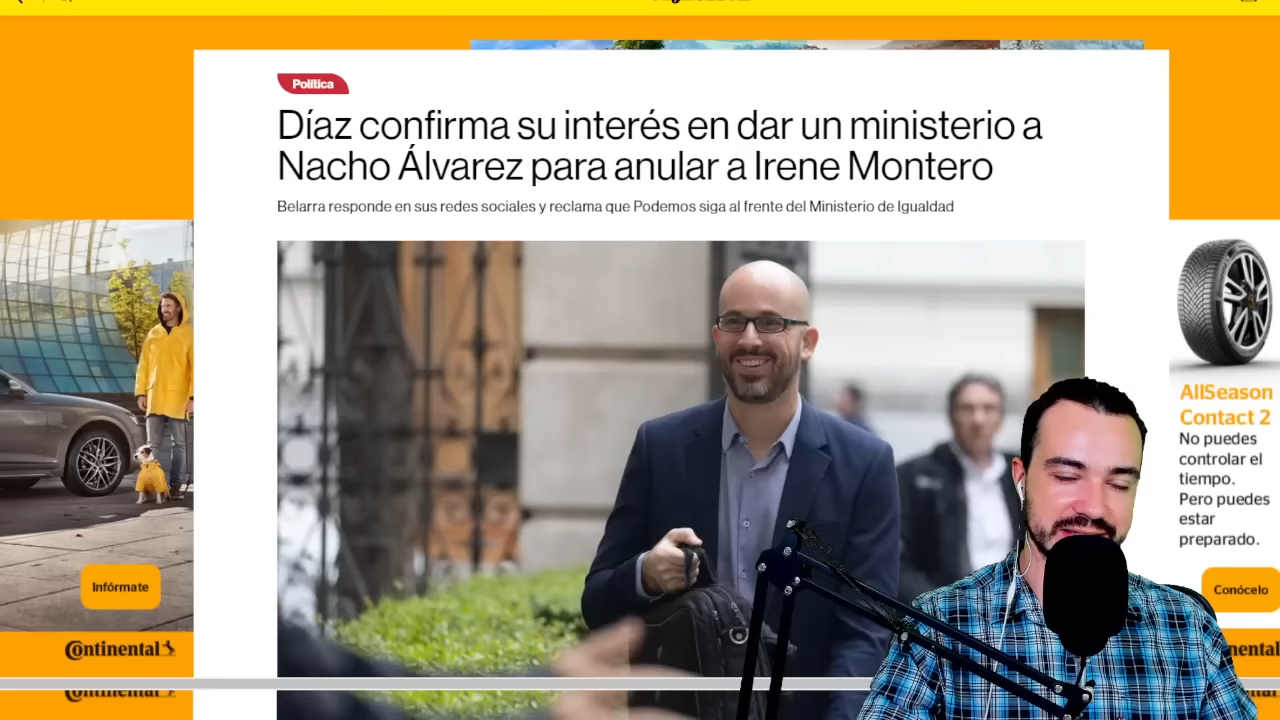 Política
Díaz confirma su interés en dar un ministerio a
Nacho Álvarez para anular a Irene Montero
Belarra responde en sus redes sociales y reclama que Podemos siga al frente del Ministerio de Igualdad
AllSeason
Contact 2
No puedes
controlar el
tiempo.
Pero puedes
estar
preparado.
Infórmate
Conócelo
Continental
nental
Continental